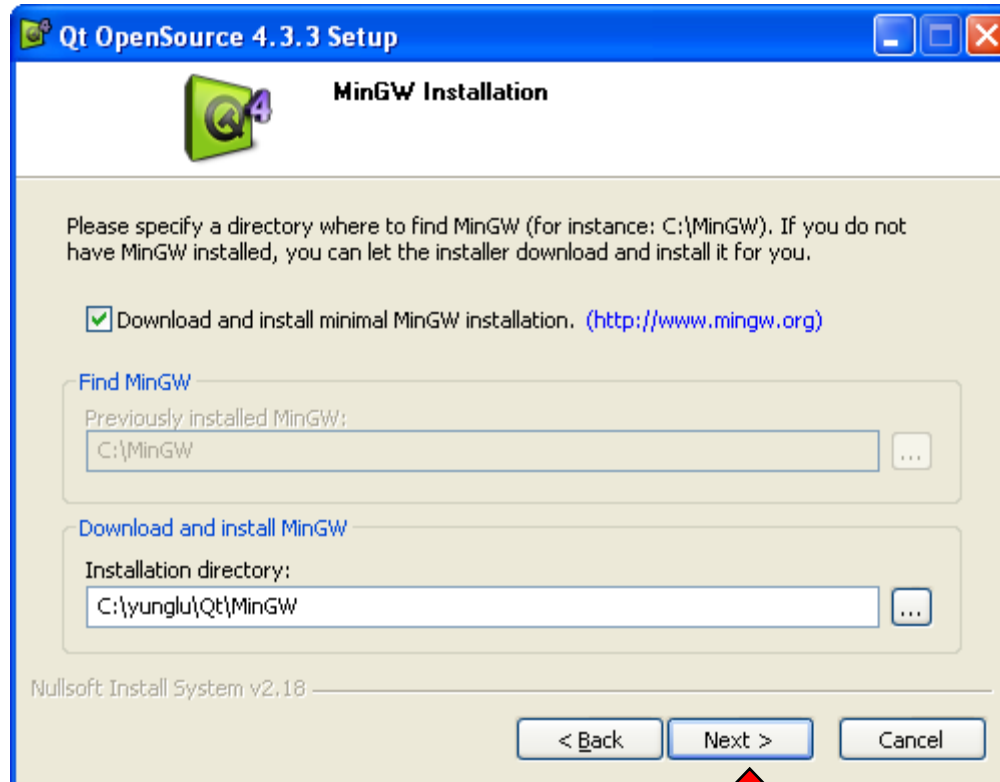 Qt OpenSource 4.3.3 Setup
4
MinGW Installation
Please specify a directory where to find MinGW (for instance: C:\MinGW). If you do not
have MinGW installed, you can let the installer download and install it for you.
Download and install minimal MinGW installation. (http://www.mingw.org)
Find MinGW
Previously installed MinGW:
C:\MinGW
...
Download and install MinGW
Installation directory:
C:\yunglu\Qt\MinGW
...
Nullsoft Install System v2.18
< Back
Next >
Cancel